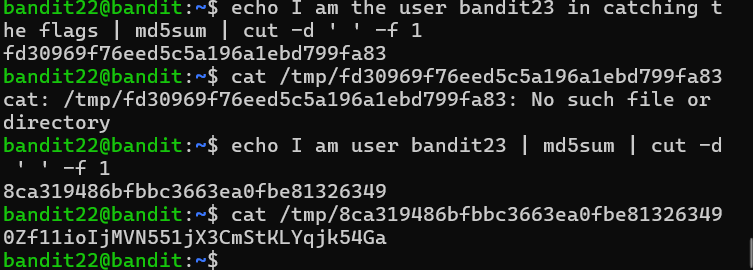 bandit22@bandit:~$ echo I am the user bandit23 in catching t
he flags | md5sum | cut -d ' ' -f 1
fd30969f76eed5c5a196a1ebd799fa83
bandit22@bandit:~$ cat /tmp/fd30969f76eed5c5a196a1ebd799fa83
cat: /tmp/fd30969f76eed5c5a196a1ebd799fa83: No such file or
directory
bandit22@bandit:~$ echo I am user bandit23 | md5sum | cut -d
 ' ' -f 1
8ca319486bfbbc3663ea0fbe81326349
bandit22@bandit:~$ cat /tmp/8ca319486bfbbc3663ea0fbe81326349
0Zf11ioIjMVN551jX3CmStKLYqjk54Ga
bandit22@bandit:~$